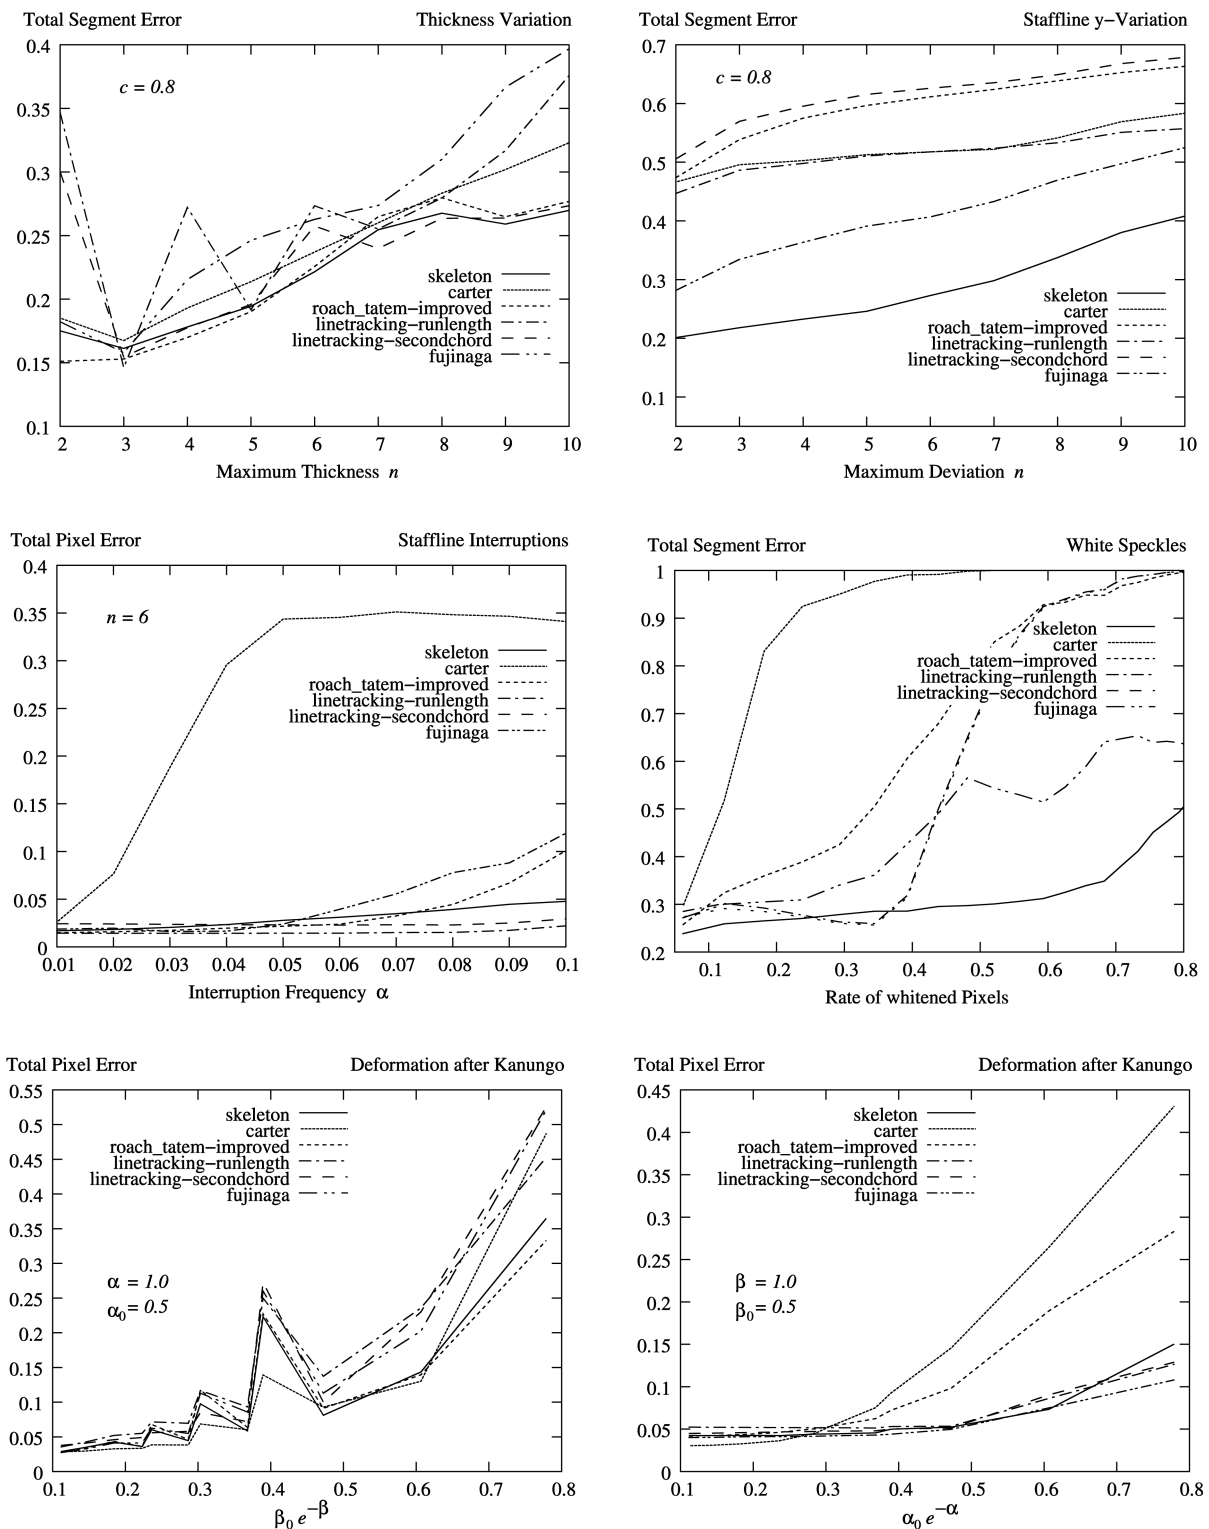 Total Segment Error Thickness Variation
0.4
0.35
0.3
0.25
0.2
0.15
0.1
c = 0.8
skeleton
carter
roach_tatem−improved
linetracking−runlength
linetracking−secondchord
fujinaga
2 3 4 5 6 7 8 9 10
Maximum Thickness n
Total Segment Error Staffline y−Variation
0.7
0.6
0.5
0.4
0.3
0.2
0.1
c = 0.8
skeleton
carter
roach_tatem−improved
linetracking−runlength
linetracking−secondchord
fujinaga
2 3 4 5 6 7 8 9 10
Maximum Deviation n
Total Pixel Error Staffline Interruptions
0.4
0.35
0.3
0.25
0.2
0.15
0.1
0.05
0
n = 6
skeleton
carter
roach_tatem−improved
linetracking−runlength
linetracking−secondchord
fujinaga
0.01 0.02 0.03 0.04 0.05 0.06 0.07 0.08 0.09 0.1
Interruption Frequency α
Total Segment Error White Speckles
1
0.9
0.8
0.7
0.6
0.5
0.4
0.3
0.2
skeleton
carter
roach_tatem−improved
linetracking−runlength
linetracking−secondchord
fujinaga
0.1 0.2 0.3 0.4 0.5 0.6 0.7 0.8
Rate of whitened Pixels
Total Pixel Error Deformation after Kanungo
0.55
0.5
0.45
0.4
0.35
0.3
0.25
0.2
0.15
0.1
0.05
0
skeleton
carter
roach_tatem−improved
linetracking−runlength
linetracking−secondchord
fujinaga
α = 1.0
α₀ = 0.5
0.1 0.2 0.3 0.4 0.5 0.6 0.7 0.8
β₀ e^−β
Total Pixel Error Deformation after Kanungo
0.45
0.4
0.35
0.3
0.25
0.2
0.15
0.1
0.05
0
skeleton
carter
roach_tatem−improved
linetracking−runlength
linetracking−secondchord
fujinaga
β = 1.0
β₀ = 0.5
0.1 0.2 0.3 0.4 0.5 0.6 0.7 0.8
α₀ e^−α